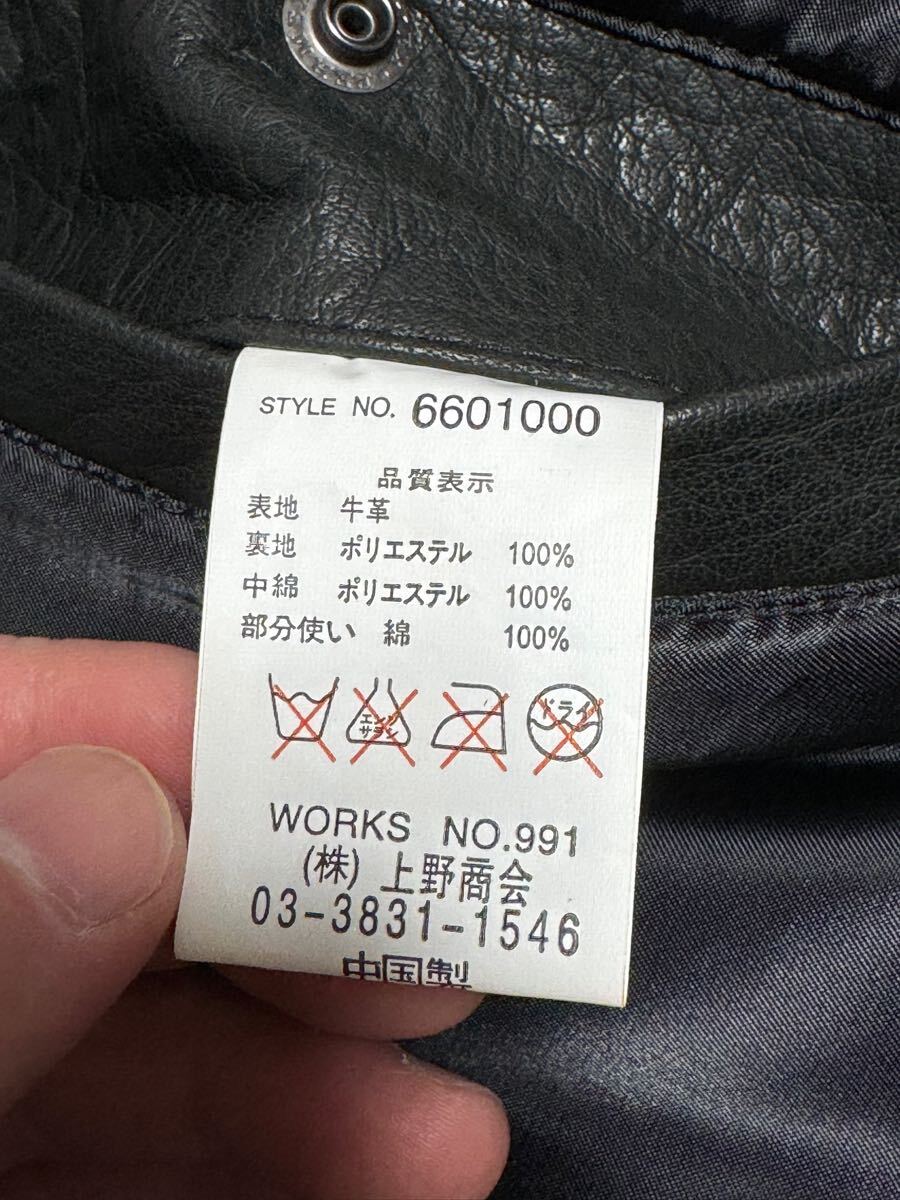 STYLE NO. 6601000
品質表示
表地 牛革
裏地 ポリエステル 100%
中綿 ポリエステル 100%
部分使い 綿 100%
エンソ
サラシ
ドライ
WORKS NO.991
(株) 上野商会
03-3831-1546
中国製